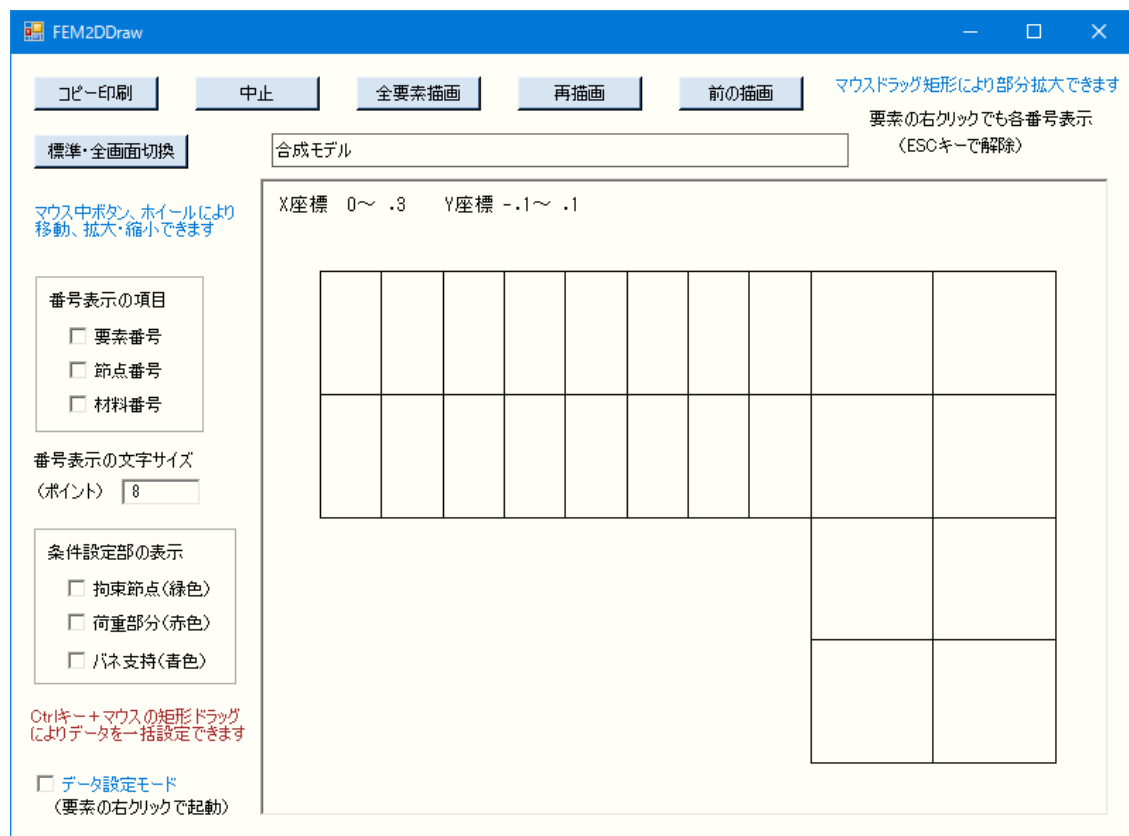 FEM2DDraw
コピー印刷 中止 全要素描画 再描画 前の描画
マウスドラッグ矩形により部分拡大できます
要素の右クリックでも各番号表示
（ESCキーで解除）
標準・全画面切換
合成モデル
マウス中ボタン、ホイールにより
移動、拡大・縮小できます
X座標 0～ .3 Y座標 -.1～ .1
番号表示の項目
要素番号
節点番号
材料番号
番号表示の文字サイズ
（ポイント） 8
条件設定部の表示
拘束節点(緑色)
荷重部分(赤色)
バネ支持(青色)
Ctrlキー＋マウスの矩形ドラッグ
によりデータを一括設定できます
データ設定モード
（要素の右クリックで起動）